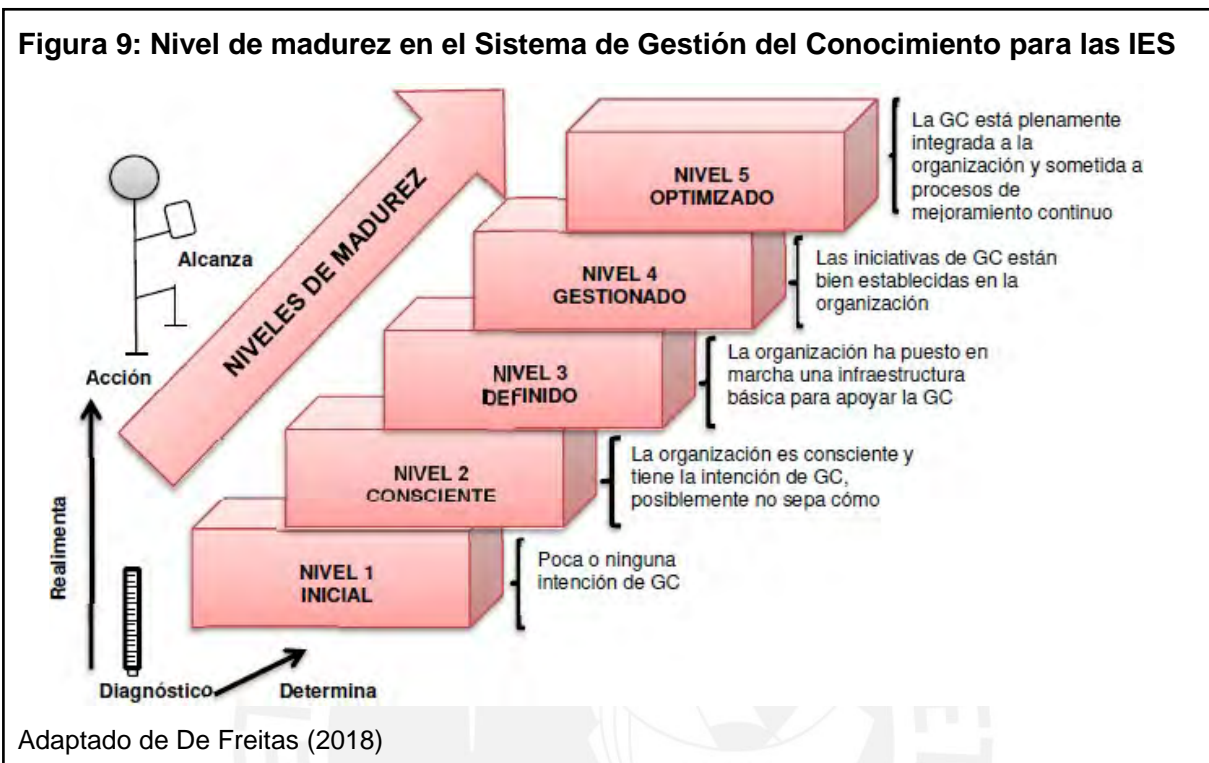 Figura 9: Nivel de madurez en el Sistema de Gestión del Conocimiento para las IES
NIVELES DE MADUREZ
Alcanza
Acción
Realimenta
Diagnóstico
Determina
NIVEL 5
OPTIMIZADO
La GC está plenamente
integrada a la
organización y sometida a
procesos de
mejoramiento continuo
NIVEL 4
GESTIONADO
Las iniciativas de GC están
bien establecidas en la
organización
NIVEL 3
DEFINIDO
La organización ha puesto en
marcha una infraestructura
básica para apoyar la GC
NIVEL 2
CONSCIENTE
La organización es consciente y
tiene la intención de GC,
posiblemente no sepa cómo
NIVEL 1
INICIAL
Poca o ninguna
intención de GC
Adaptado de De Freitas (2018)